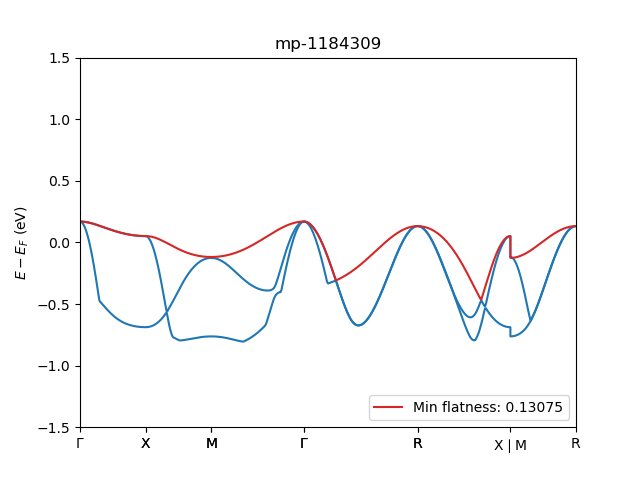 mp-1184309
E − E_F (eV)
1.5
1.0
0.5
0.0
−0.5
−1.0
−1.5
Γ X M Γ R X | M R
Min flatness: 0.13075